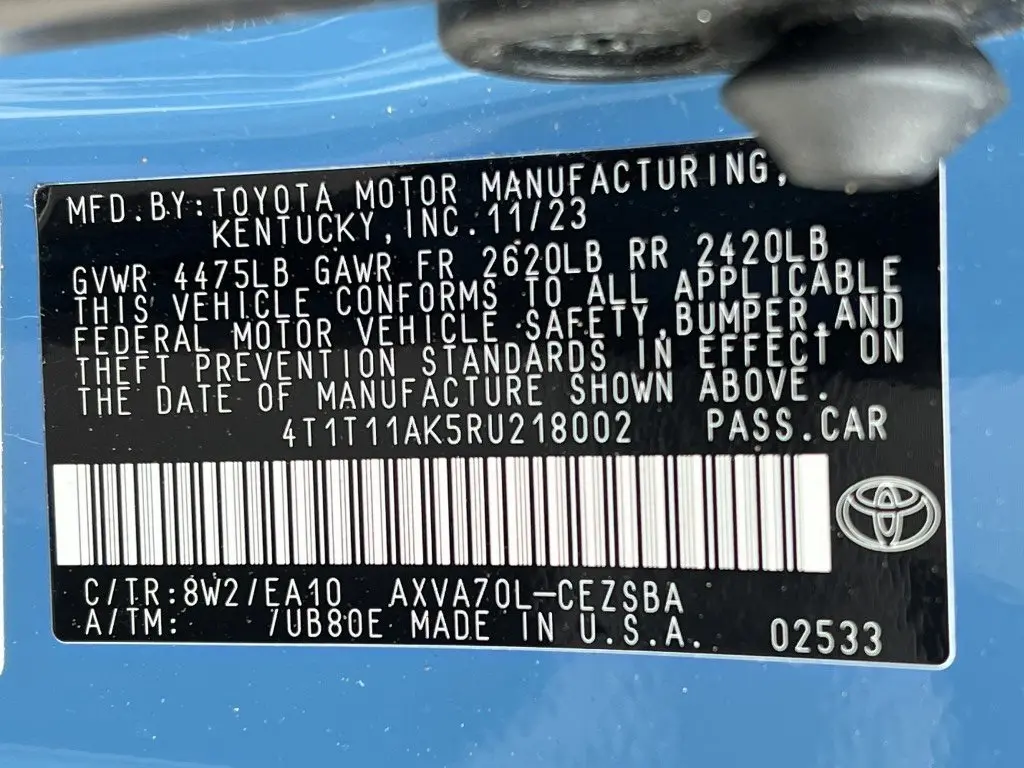 MFD.BY:TOYOTA MOTOR MANUFACTURING,
KENTUCKY,INC.11/23
GVWR 4475LB GAWR FR 2620LB RR 2420LB
THIS VEHICLE CONFORMS TO ALL APPLICABLE
FEDERAL MOTOR VEHICLE SAFETY,BUMPER,AND
THEFT PREVENTION STANDARDS IN EFFECT ON
THE DATE OF MANUFACTURE SHOWN ABOVE.
4T1T11AK5RU218002 PASS.CAR
C/TR:8W2/EA10 AXVA70L-CEZSBA
A/TM: /UB80E MADE IN U.S.A. 02533